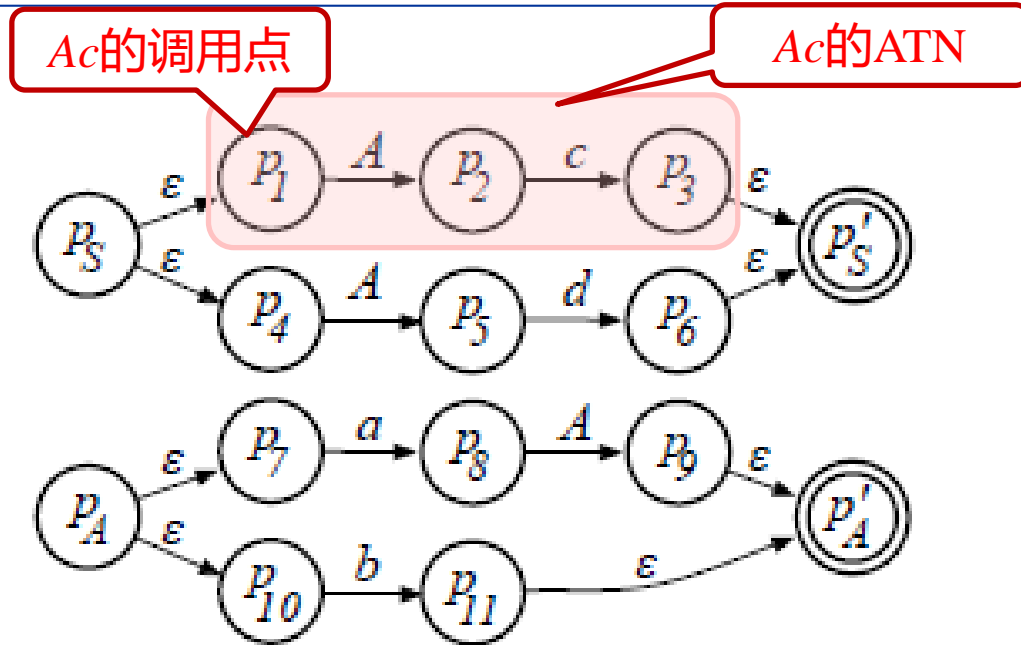 Ac的调用点
Ac的ATN
ε p1 A p2 c p3 ε
pS p'S
ε p4 A p5 d p6 ε
ε p7 a p8 A p9 ε
pA p'A
ε p10 b p11 ε